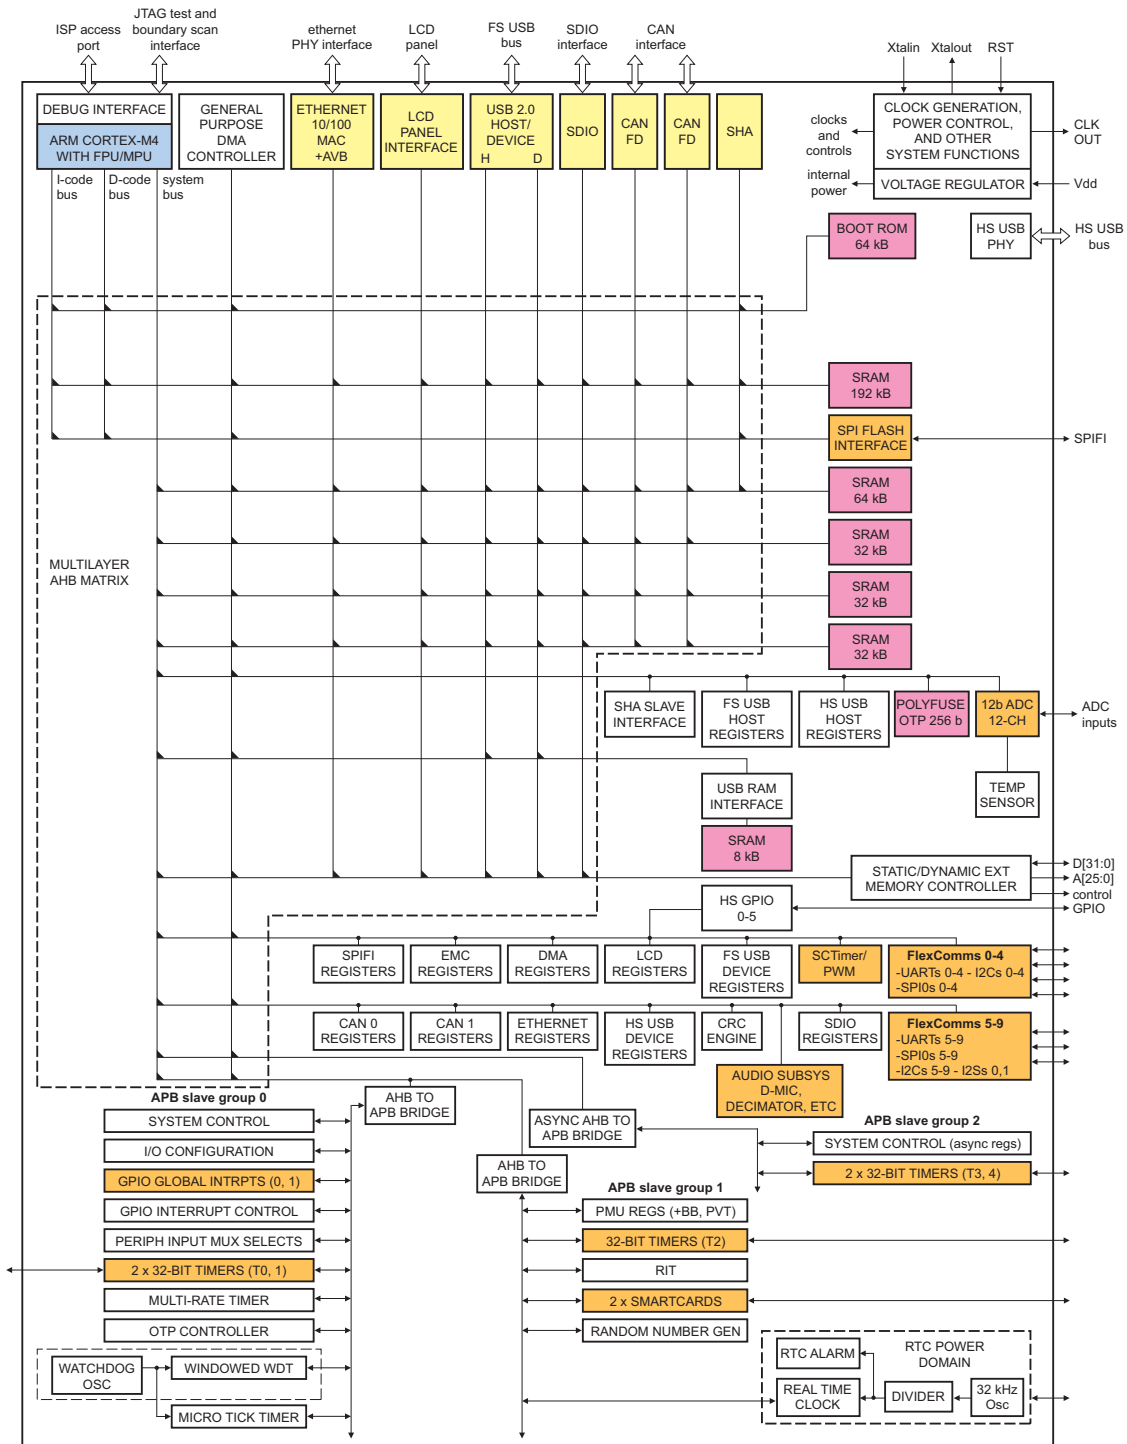 ISP access
port
JTAG test and
boundary scan
interface
ethernet
PHY interface
LCD
panel
FS USB
bus
SDIO
interface
CAN
interface
Xtalin
Xtalout
RST
DEBUG INTERFACE
ARM CORTEX-M4
WITH FPU/MPU
GENERAL
PURPOSE
DMA
CONTROLLER
ETHERNET
10/100
MAC
+AVB
LCD
PANEL
INTERFACE
USB 2.0
HOST/
DEVICE
H D
SDIO
CAN
FD
CAN
FD
SHA
clocks and
controls
internal
power
CLOCK GENERATION,
POWER CONTROL,
AND OTHER
SYSTEM FUNCTIONS
VOLTAGE REGULATOR
CLK
OUT
Vdd
I-code
bus
D-code
bus
system
bus
BOOT ROM
64 kB
HS USB
PHY
HS USB
bus
SRAM
192 kB
SPI FLASH
INTERFACE
SPIFI
SRAM
64 kB
SRAM
32 kB
MULTILAYER
AHB MATRIX
SRAM
32 kB
SRAM
32 kB
SHA SLAVE
INTERFACE
FS USB
HOST
REGISTERS
HS USB
HOST
REGISTERS
POLYFUSE
OTP 256 b
12b ADC
12-CH
ADC
inputs
TEMP
SENSOR
USB RAM
INTERFACE
SRAM
8 kB
STATIC/DYNAMIC EXT
MEMORY CONTROLLER
D[31:0]
A[25:0]
control
GPIO
HS GPIO
0-5
SPIFI
REGISTERS
EMC
REGISTERS
DMA
REGISTERS
LCD
REGISTERS
FS USB
DEVICE
REGISTERS
SCTimer/
PWM
FlexComms 0-4
-UARTs 0-4 - I2Cs 0-4
-SPI0s 0-4
CAN 0
REGISTERS
CAN 1
REGISTERS
ETHERNET
REGISTERS
HS USB
DEVICE
REGISTERS
CRC
ENGINE
SDIO
REGISTERS
FlexComms 5-9
-UARTs 5-9
-SPI0s 5-9
-I2Cs 5-9 - I2Ss 0,1
AUDIO SUBSYS
D-MIC,
DECIMATOR, ETC
AHB TO
APB BRIDGE
ASYNC AHB TO
APB BRIDGE
AHB TO
APB BRIDGE
APB slave group 0
SYSTEM CONTROL
I/O CONFIGURATION
GPIO GLOBAL INTRPTS (0, 1)
GPIO INTERRUPT CONTROL
PERIPH INPUT MUX SELECTS
2 x 32-BIT TIMERS (T0, 1)
MULTI-RATE TIMER
OTP CONTROLLER
WATCHDOG
OSC
WINDOWED WDT
MICRO TICK TIMER
APB slave group 2
SYSTEM CONTROL (async regs)
2 x 32-BIT TIMERS (T3, 4)
APB slave group 1
PMU REGS (+BB, PVT)
32-BIT TIMERS (T2)
RIT
2 x SMARTCARDS
RANDOM NUMBER GEN
RTC ALARM
RTC POWER
DOMAIN
REAL TIME
CLOCK
DIVIDER
32 kHz
Osc